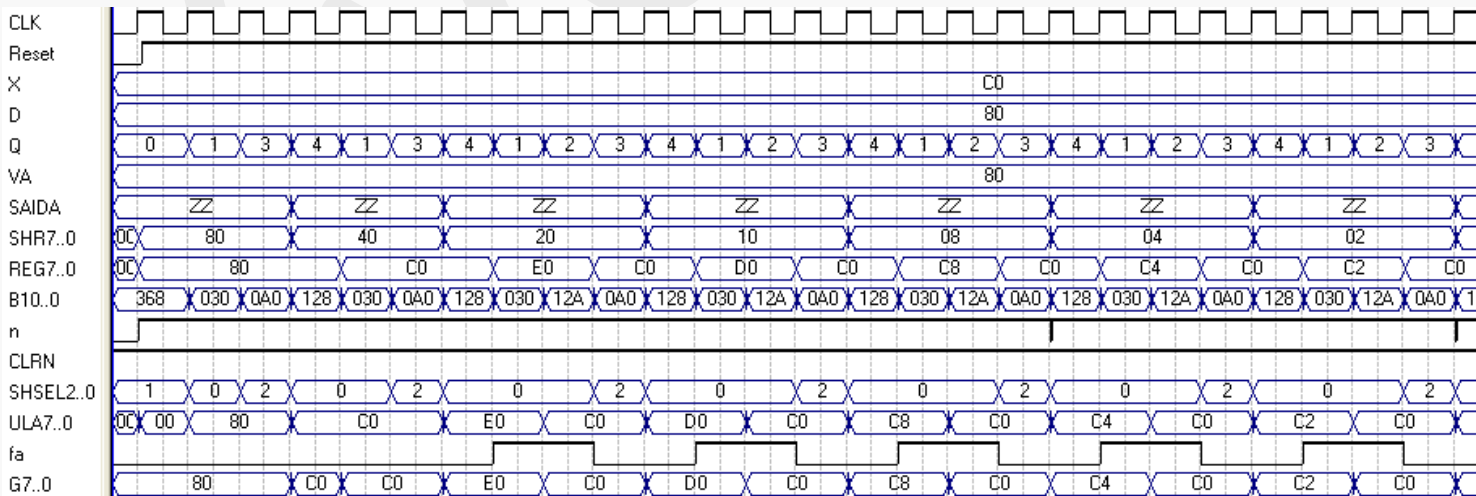 CLK
Reset
X C0
D 80
Q 0 1 3 4 1 3 4 1 2 3 4 1 2 3 4 1 2 3 4 1 2 3 4 1 2 3
VA 80
SAIDA ZZ ZZ ZZ ZZ ZZ ZZ ZZ
SHR7..0 00 80 40 20 10 08 04 02
REG7..0 00 80 C0 E0 C0 D0 C0 C8 C0 C4 C0 C2 C0
B10..0 368 030 0A0 128 030 0A0 128 030 12A 0A0 128 030 12A 0A0 128 030 12A 0A0 128 030 12A 0A0 128 030 12A 0A0 1
n
CLRN
SHSEL2..0 1 0 2 0 2 0 2 0 2 0 2 0 2 0 2
ULA7..0 00 00 80 C0 E0 C0 D0 C0 C8 C0 C4 C0 C2 C0
fa
G7..0 80 C0 C0 E0 C0 D0 C0 C8 C0 C4 C0 C2 C0